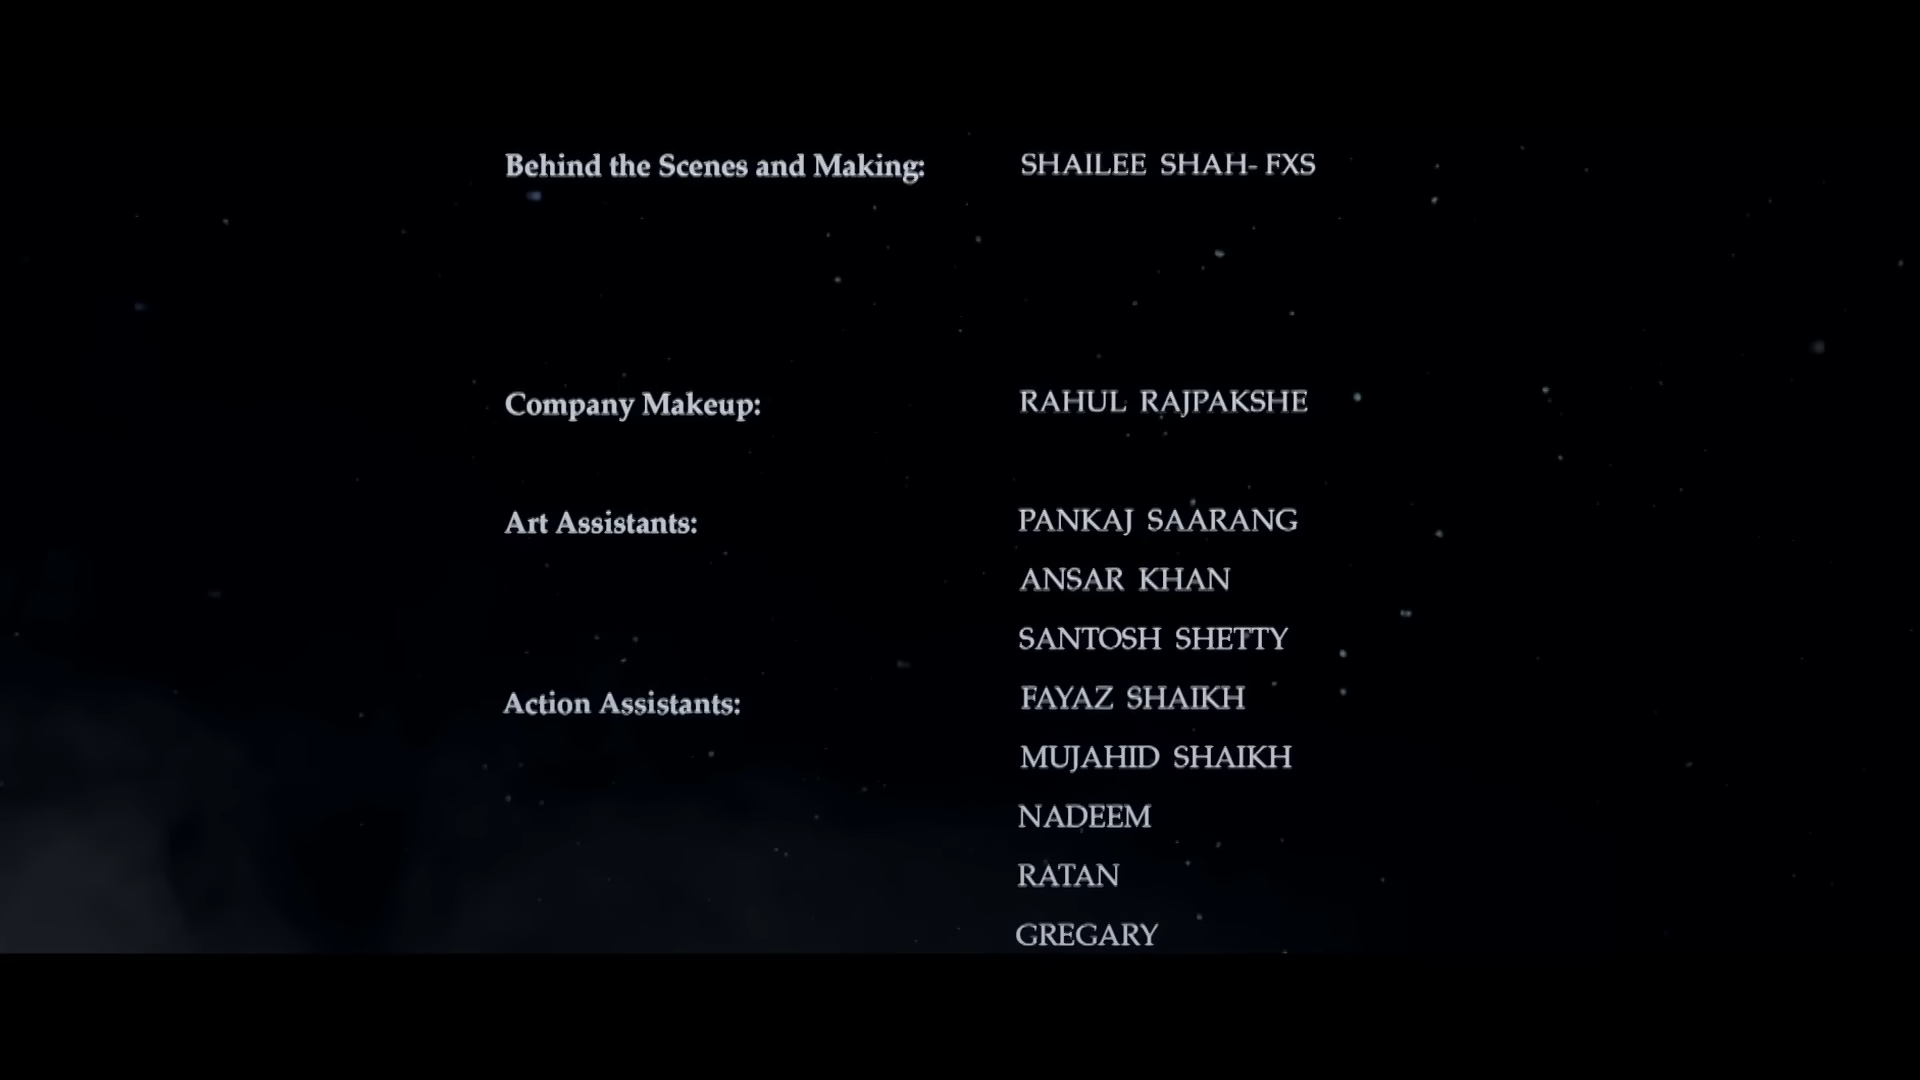 Behind the Scenes and Making: SHAILEE SHAH- FXS
Company Makeup: RAHUL RAJPAKSHE
Art Assistants: PANKAJ SAARANG
ANSAR KHAN
SANTOSH SHETTY
Action Assistants: FAYAZ SHAIKH
MUJAHID SHAIKH
NADEEM
RATAN
GREGARY